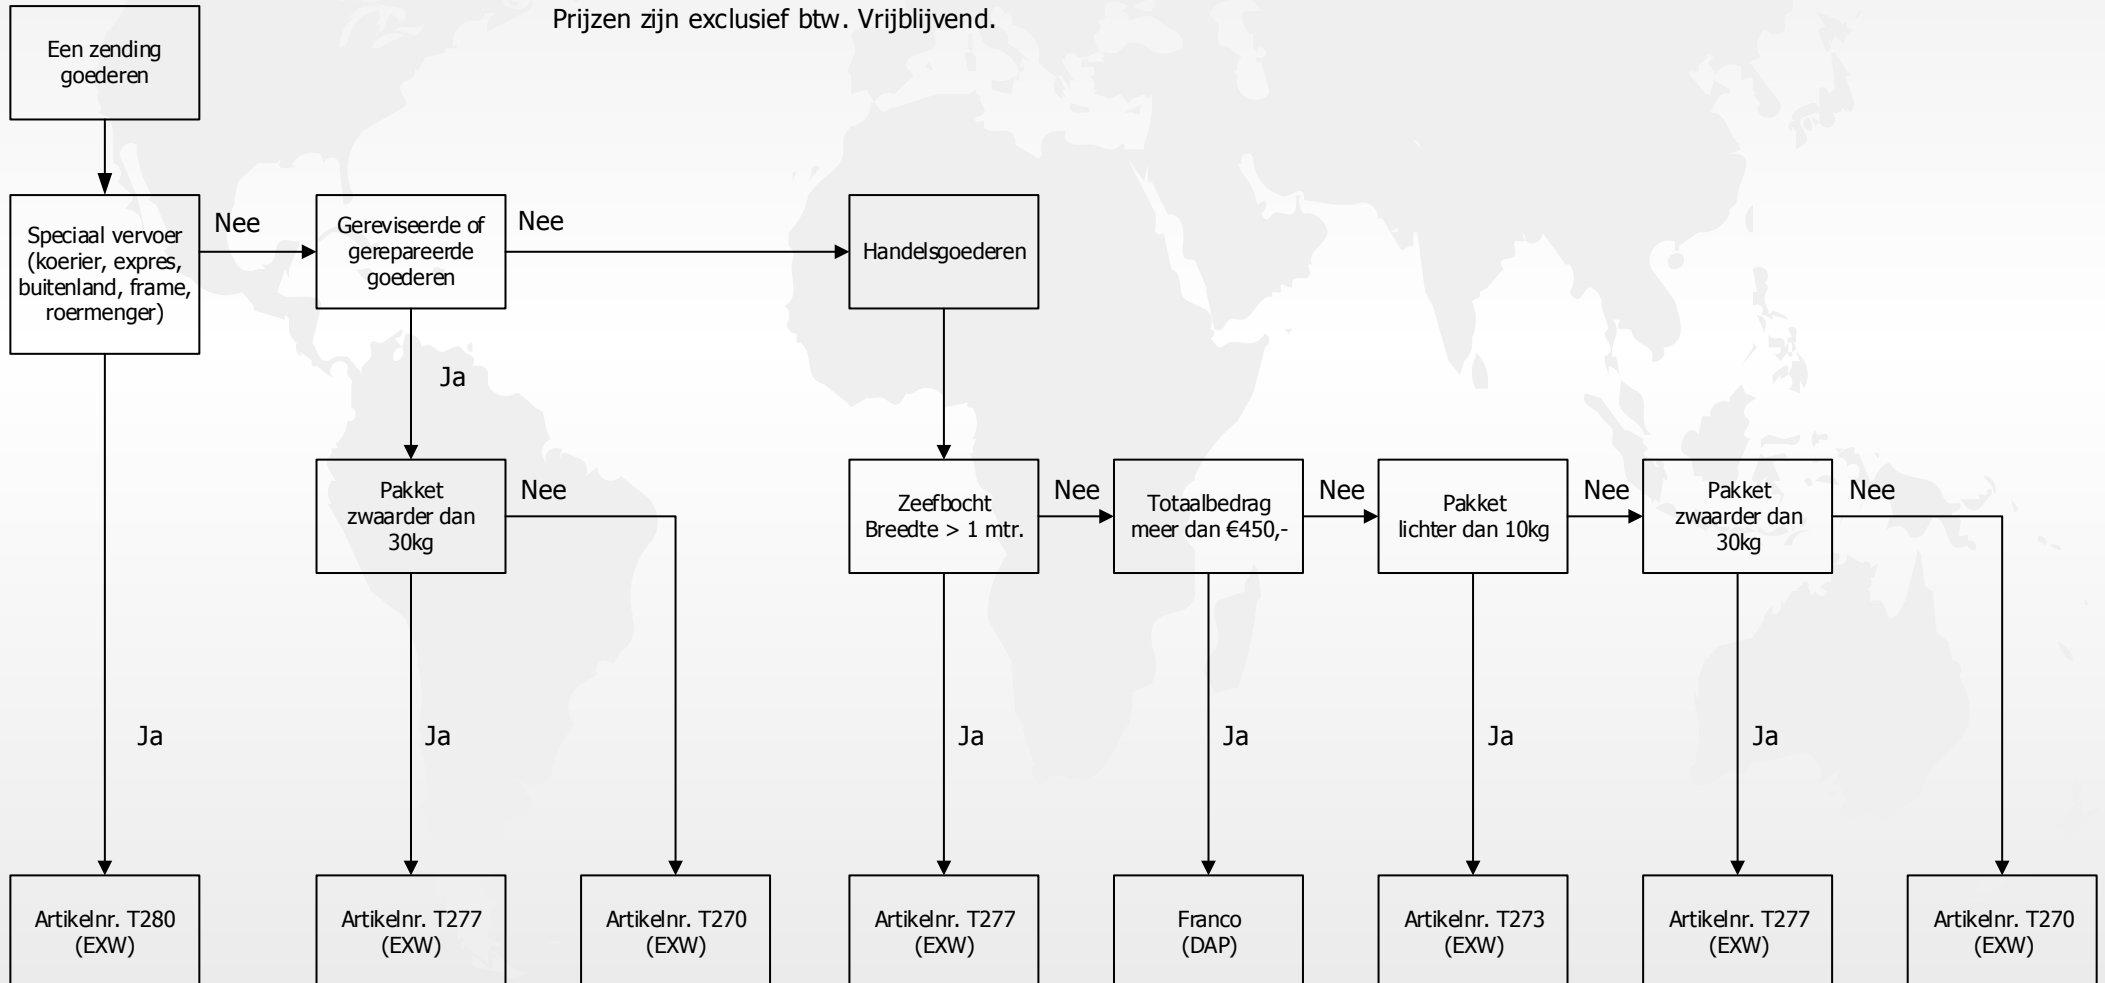 Prijzen zijn exclusief btw. Vrijblijvend.
Een zending
goederen
Speciaal vervoer
(koerier, expres,
buitenland, frame,
roermenger)
Nee
Gereviseerde of
gerepareerde
goederen
Nee
Handelsgoederen
Ja
Pakket
zwaarder dan
30kg
Nee
Zeefbocht
Breedte > 1 mtr.
Nee
Totaalbedrag
meer dan €450,-
Nee
Pakket
lichter dan 10kg
Nee
Pakket
zwaarder dan
30kg
Nee
Ja
Ja
Ja
Ja
Ja
Ja
Artikelnr. T280
(EXW)
Artikelnr. T277
(EXW)
Artikelnr. T270
(EXW)
Artikelnr. T277
(EXW)
Franco
(DAP)
Artikelnr. T273
(EXW)
Artikelnr. T277
(EXW)
Artikelnr. T270
(EXW)